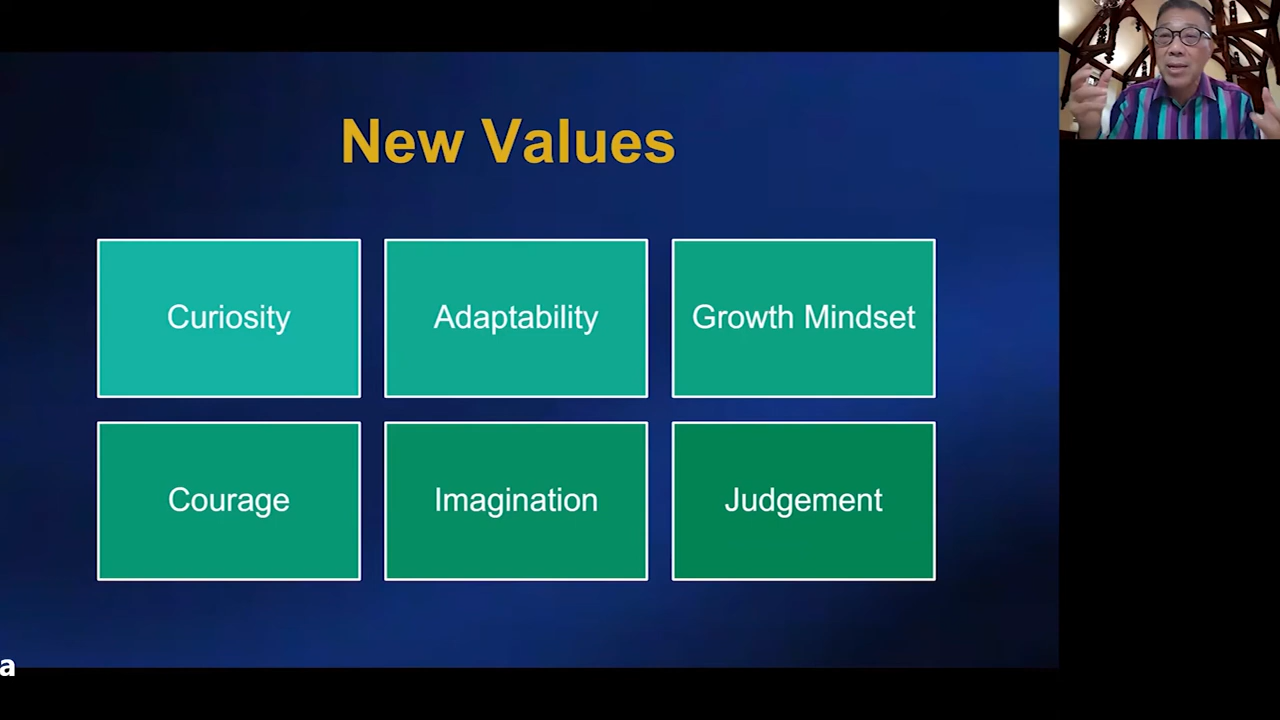 New Values
Curiosity
Adaptability
Growth Mindset
Courage
Imagination
Judgement
a